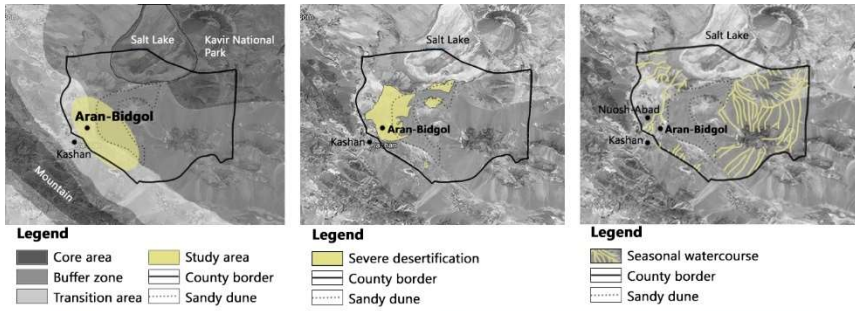 Salt Lake
Kavir National
Park
Aran-Bidgol
Kashan
Mountain
Legend
Core area
Buffer zone
Transition area
Study area
County border
Sandy dune
Salt Lake
Aran-Bidgol
Kashan
Legend
Severe desertification
County border
Sandy dune
Salt Lake
Nuosh-Abad
Aran-Bidgol
Kashan
Legend
Seasonal watercourse
County border
Sandy dune